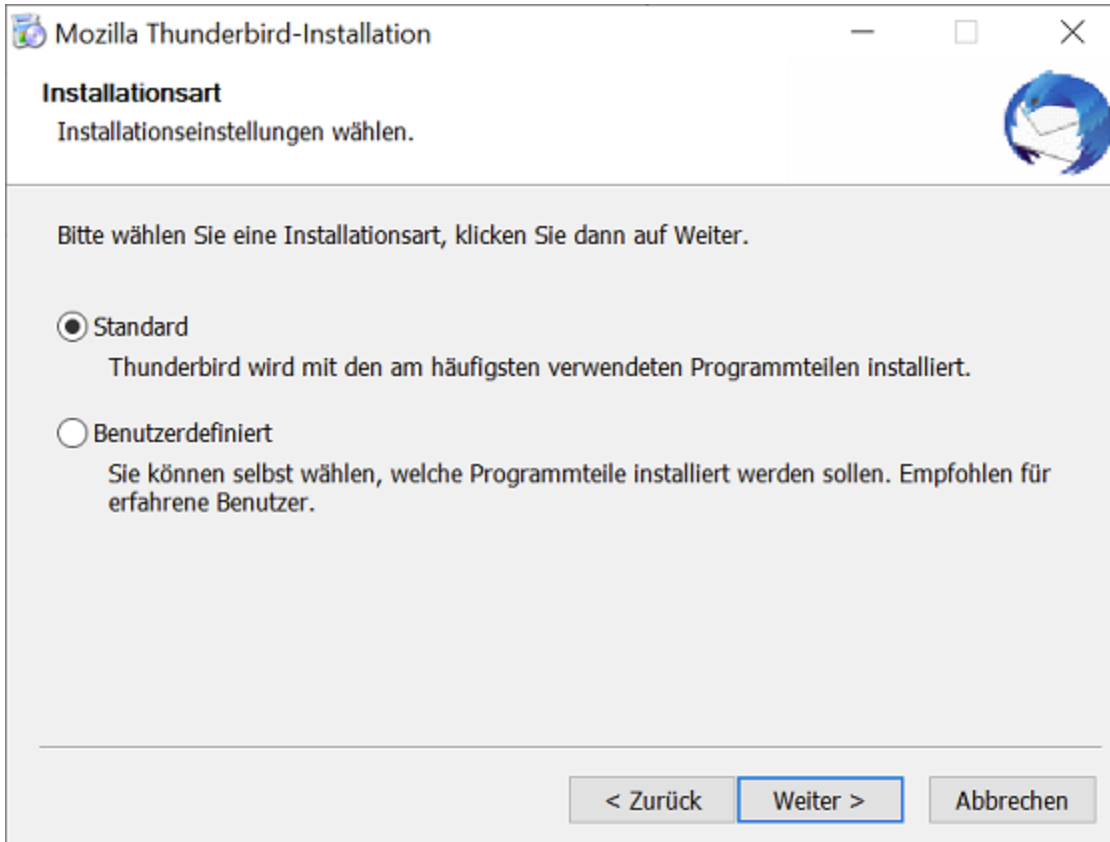 Mozilla Thunderbird-Installation
Installationsart
Installationseinstellungen wählen.
Bitte wählen Sie eine Installationsart, klicken Sie dann auf Weiter.
Standard
Thunderbird wird mit den am häufigsten verwendeten Programmteilen installiert.
Benutzerdefiniert
Sie können selbst wählen, welche Programmteile installiert werden sollen. Empfohlen für
erfahrene Benutzer.
< Zurück Weiter > Abbrechen